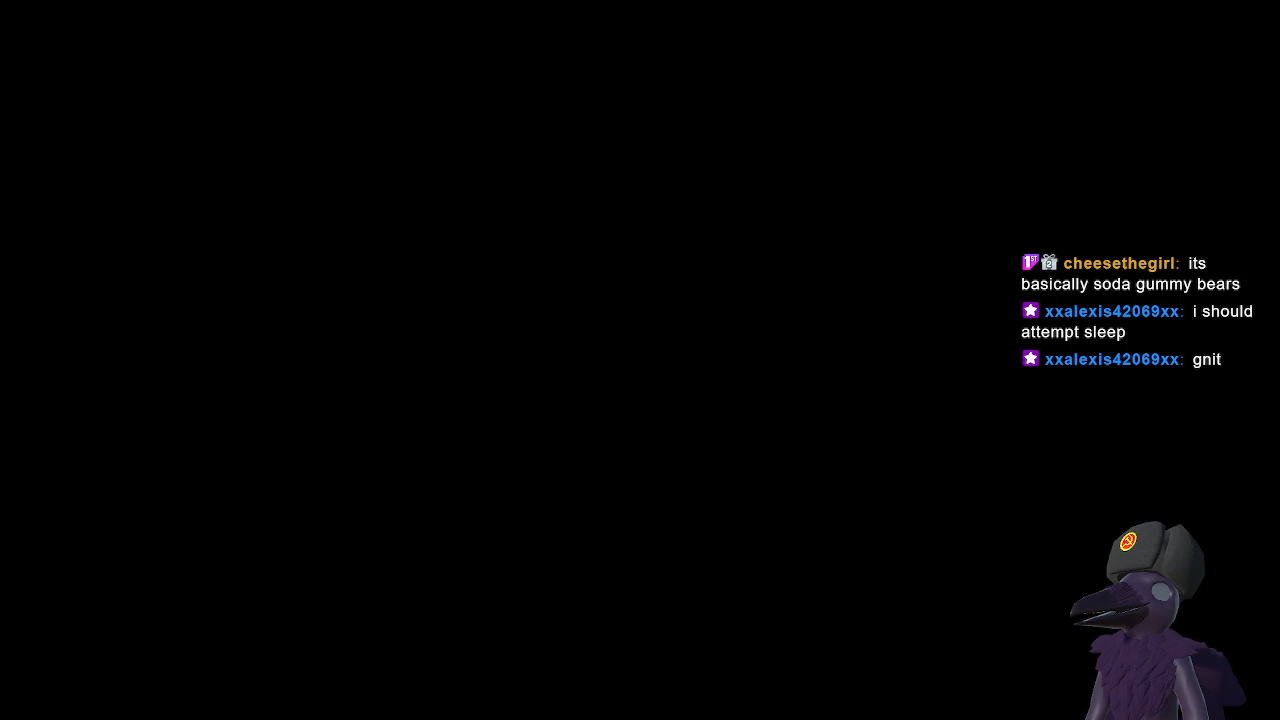 cheesethegirl: its
basically soda gummy bears
xxalexis42069xx: i should
attempt sleep
xxalexis42069xx: gnit